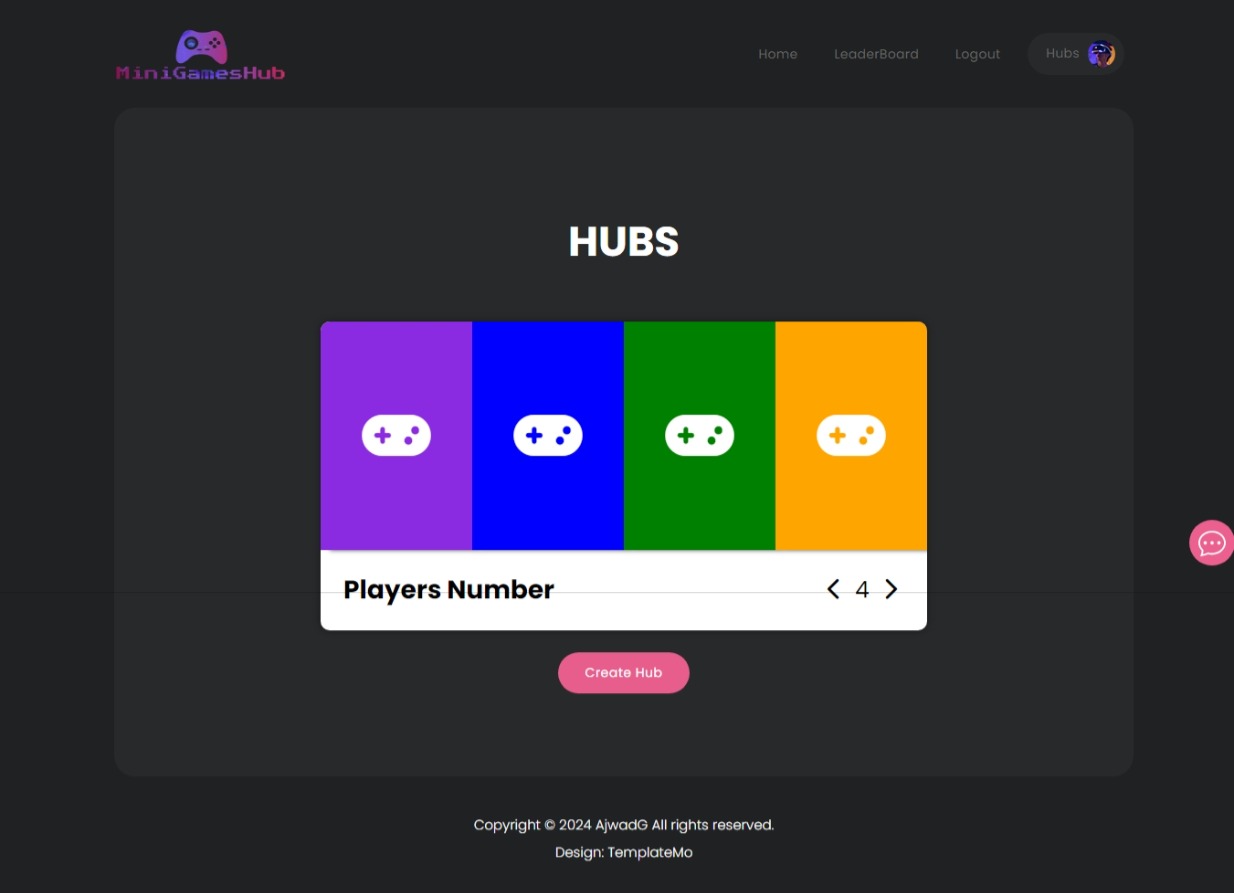 MiniGamesHub
Home LeaderBoard Logout Hubs
HUBS
Players Number 4
Create Hub
Copyright © 2024 AjwadG All rights reserved.
Design: TemplateMo